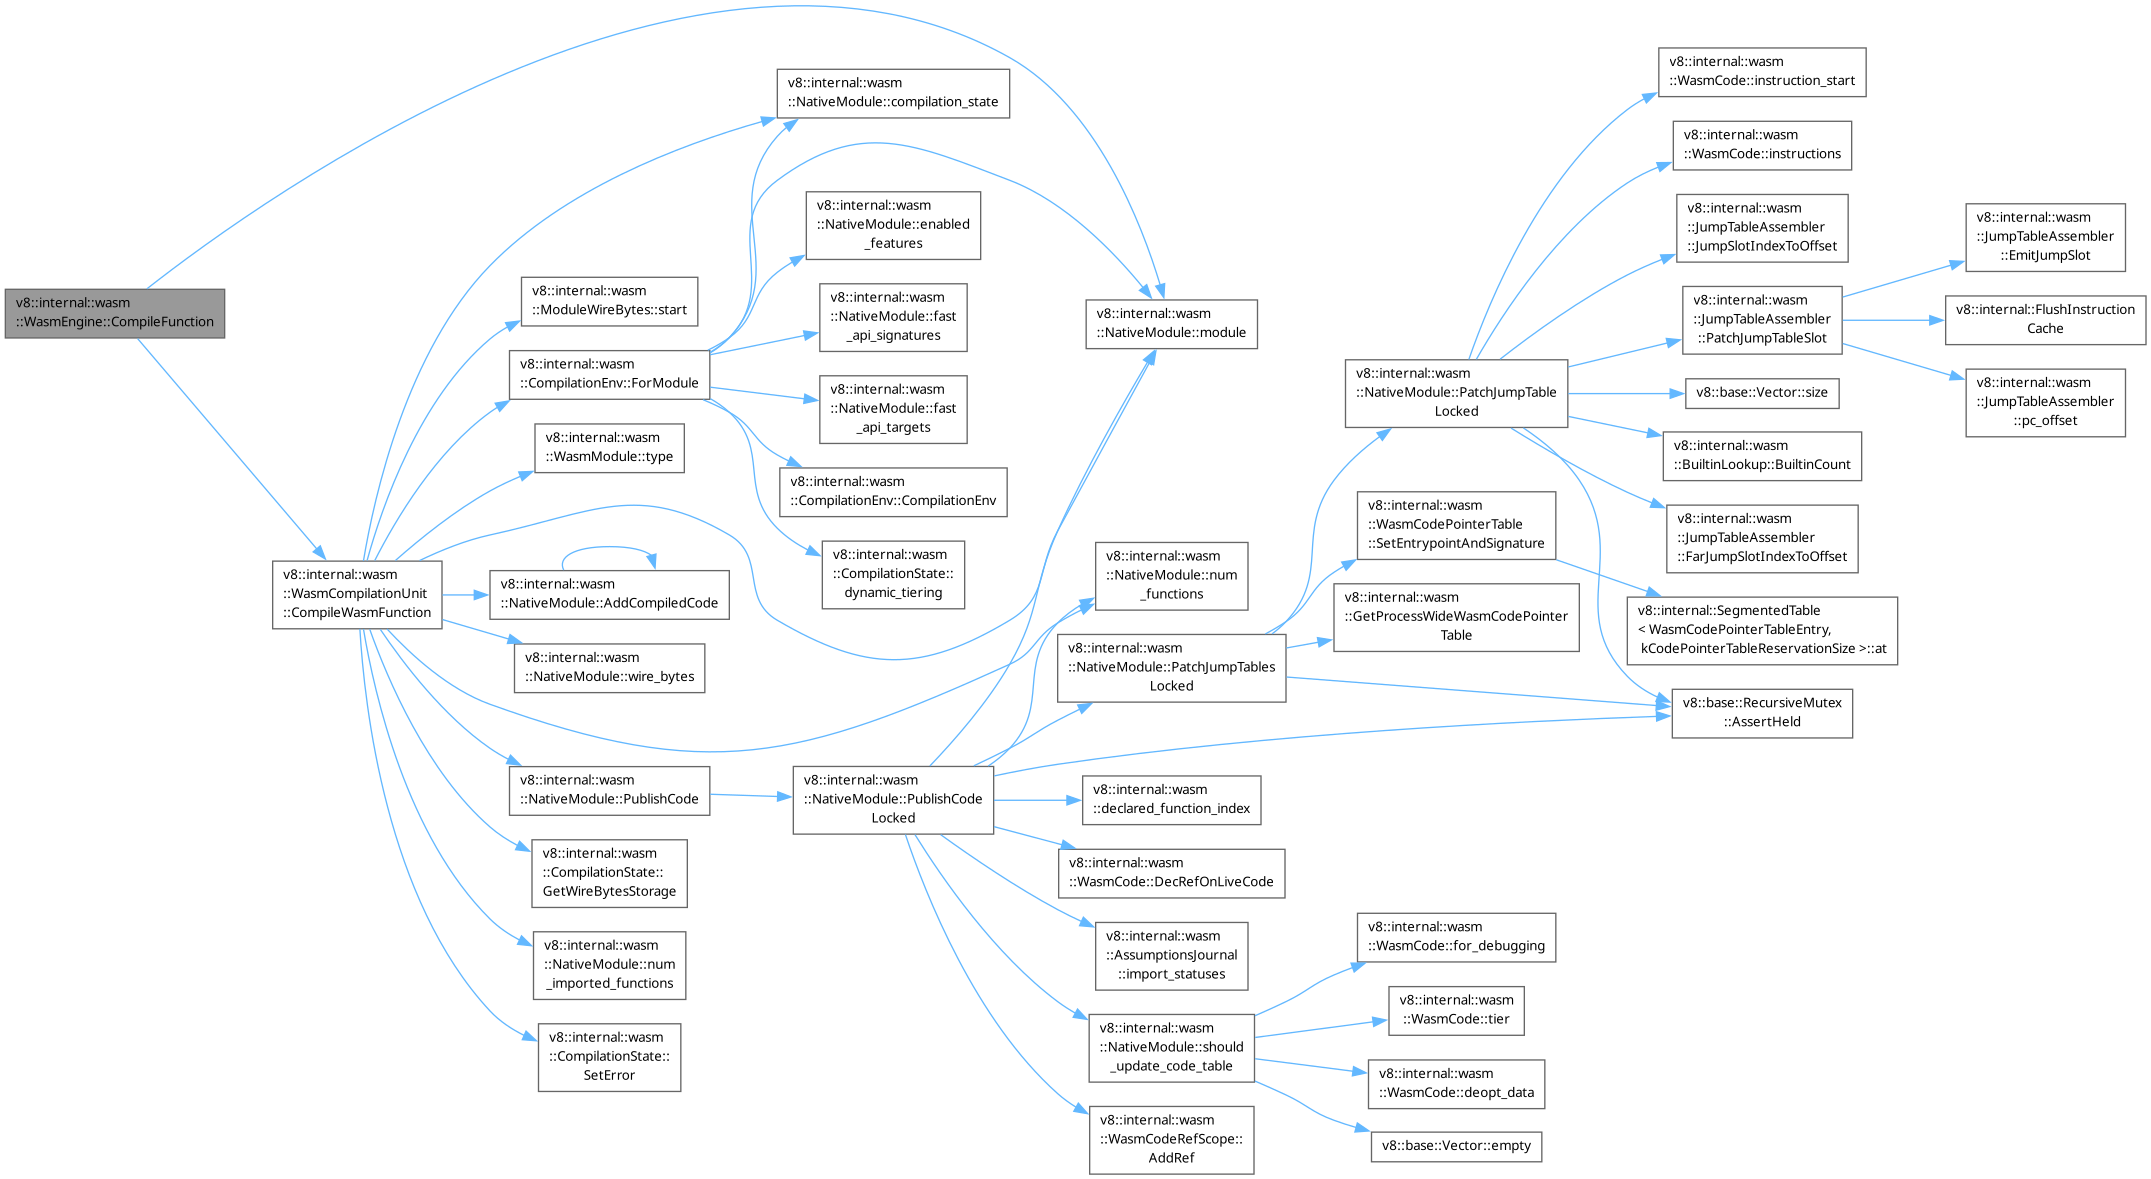 v8::internal::wasm
::WasmEngine::CompileFunction
v8::internal::wasm
::WasmCompilationUnit
::CompileWasmFunction
v8::internal::wasm
::NativeModule::compilation_state
v8::internal::wasm
::ModuleWireBytes::start
v8::internal::wasm
::CompilationEnv::ForModule
v8::internal::wasm
::WasmModule::type
v8::internal::wasm
::NativeModule::AddCompiledCode
v8::internal::wasm
::NativeModule::wire_bytes
v8::internal::wasm
::NativeModule::PublishCode
v8::internal::wasm
::CompilationState::
GetWireBytesStorage
v8::internal::wasm
::NativeModule::num
_imported_functions
v8::internal::wasm
::CompilationState::
SetError
v8::internal::wasm
::NativeModule::enabled
_features
v8::internal::wasm
::NativeModule::fast
_api_signatures
v8::internal::wasm
::NativeModule::fast
_api_targets
v8::internal::wasm
::CompilationEnv::CompilationEnv
v8::internal::wasm
::CompilationState::
dynamic_tiering
v8::internal::wasm
::NativeModule::PublishCode
Locked
v8::internal::wasm
::NativeModule::module
v8::internal::wasm
::NativeModule::num
_functions
v8::internal::wasm
::NativeModule::PatchJumpTables
Locked
v8::internal::wasm
::declared_function_index
v8::internal::wasm
::WasmCode::DecRefOnLiveCode
v8::internal::wasm
::AssumptionsJournal
::import_statuses
v8::internal::wasm
::NativeModule::should
_update_code_table
v8::internal::wasm
::WasmCodeRefScope::
AddRef
v8::internal::wasm
::NativeModule::PatchJumpTable
Locked
v8::internal::wasm
::WasmCodePointerTable
::SetEntrypointAndSignature
v8::internal::wasm
::GetProcessWideWasmCodePointer
Table
v8::internal::wasm
::WasmCode::for_debugging
v8::internal::wasm
::WasmCode::tier
v8::internal::wasm
::WasmCode::deopt_data
v8::base::Vector::empty
v8::internal::wasm
::WasmCode::instruction_start
v8::internal::wasm
::WasmCode::instructions
v8::internal::wasm
::JumpTableAssembler
::JumpSlotIndexToOffset
v8::internal::wasm
::JumpTableAssembler
::PatchJumpTableSlot
v8::base::Vector::size
v8::internal::wasm
::BuiltinLookup::BuiltinCount
v8::internal::wasm
::JumpTableAssembler
::FarJumpSlotIndexToOffset
v8::internal::SegmentedTable
< WasmCodePointerTableEntry,
kCodePointerTableReservationSize >::at
v8::base::RecursiveMutex
::AssertHeld
v8::internal::wasm
::JumpTableAssembler
::EmitJumpSlot
v8::internal::FlushInstruction
Cache
v8::internal::wasm
::JumpTableAssembler
::pc_offset